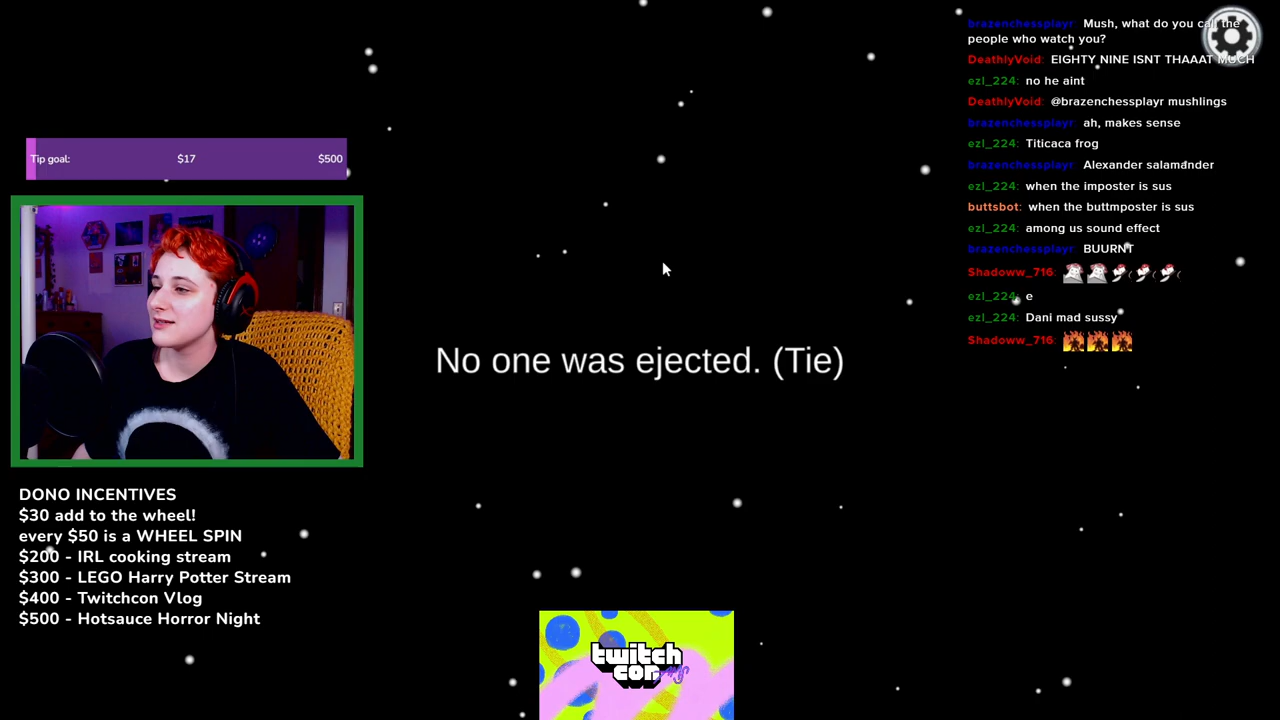 Tip goal: $17 $500
DONO INCENTIVES
$30 add to the wheel!
every $50 is a WHEEL SPIN
$200 - IRL cooking stream
$300 - LEGO Harry Potter Stream
$400 - Twitchcon Vlog
$500 - Hotsauce Horror Night
No one was ejected. (Tie)
twitch
con
brazenchessplayr: Mush, what do you call the
people who watch you?
DeathlyVoid: EIGHTY NINE ISNT THAAAT MUCH
ezl_224: no he aint
DeathlyVoid: @brazenchessplayr mushlings
brazenchessplayr: ah, makes sense
ezl_224: Titicaca frog
brazenchessplayr: Alexander salamander
ezl_224: when the imposter is sus
buttsbot: when the buttmposter is sus
ezl_224: among us sound effect
brazenchessplayr: BUURNT
Shadoww_716:
ezl_224: e
ezl_224: Dani mad sussy
Shadoww_716: